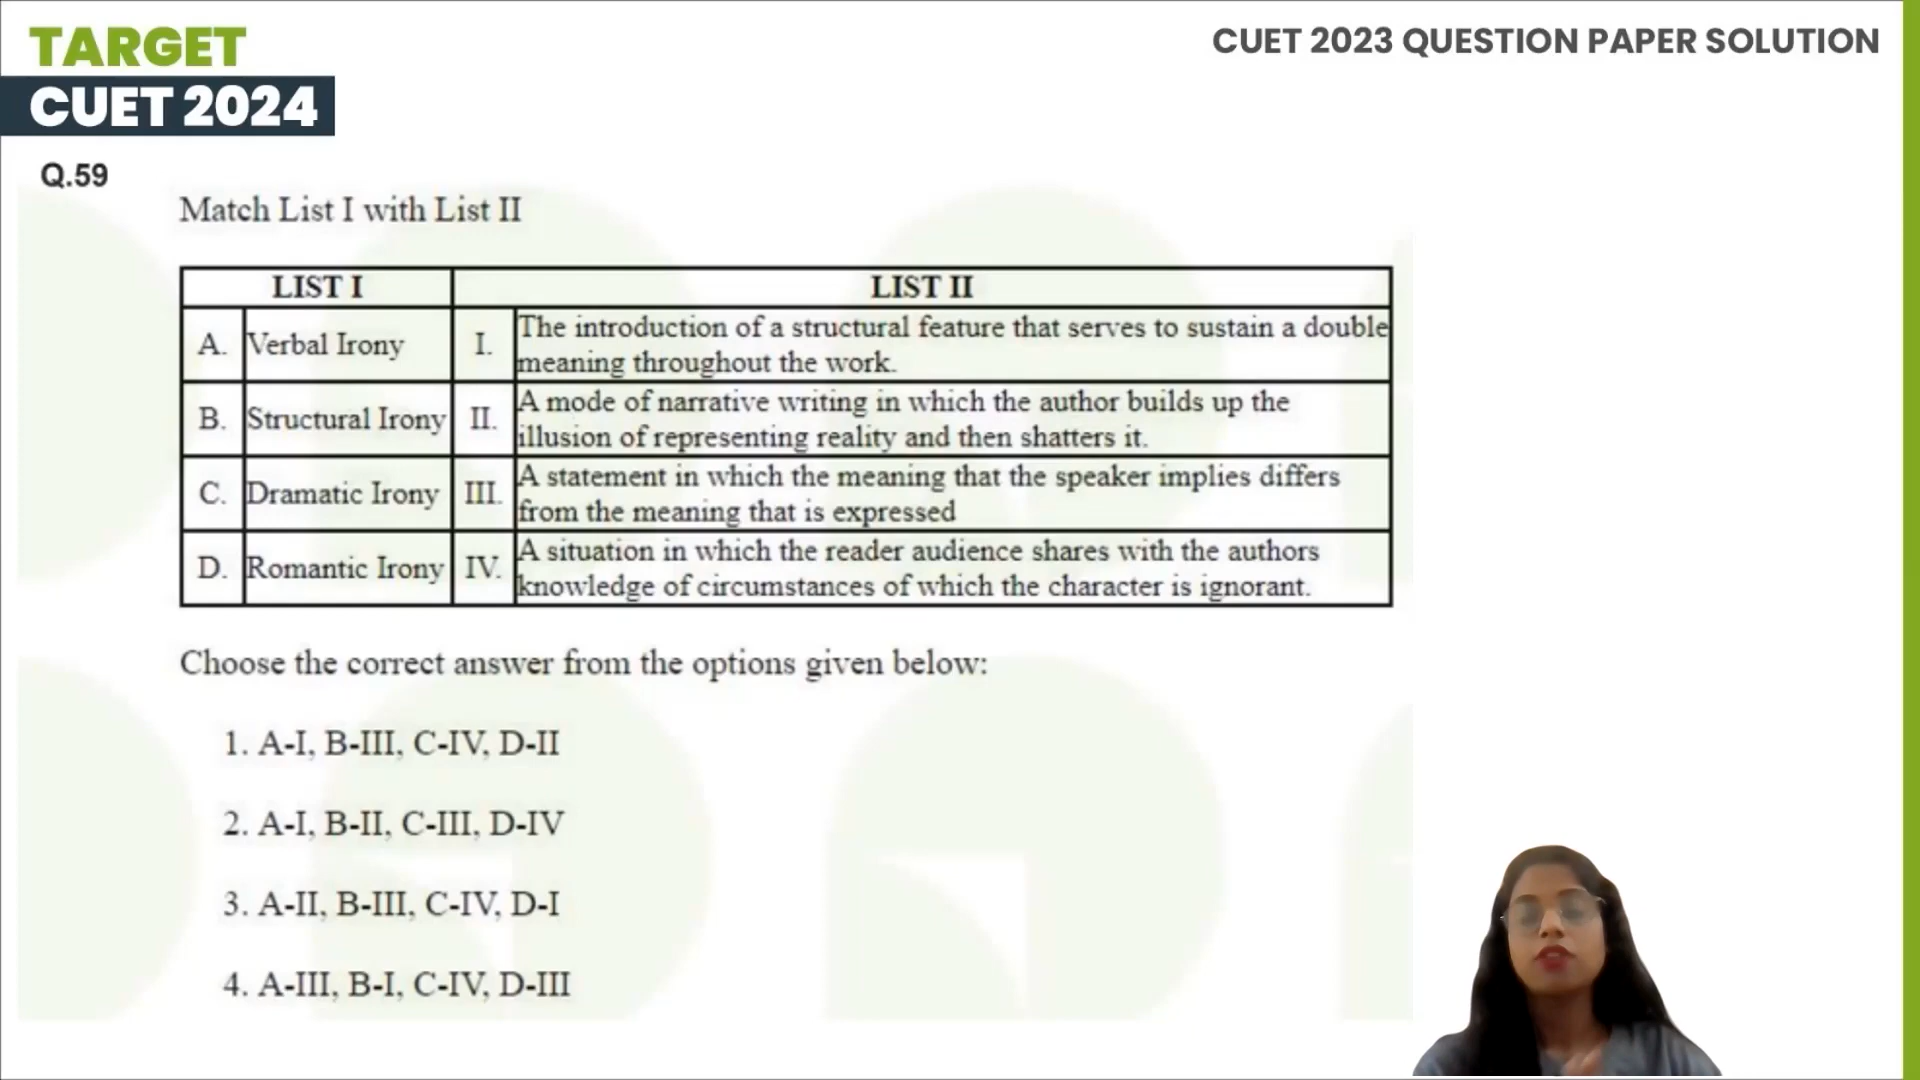 TARGET
CUET 2024
CUET 2023 QUESTION PAPER SOLUTION
Q.59
Match List I with List II
LIST I LIST II
A. Verbal Irony I. The introduction of a structural feature that serves to sustain a double
meaning throughout the work.
B. Structural Irony II. A mode of narrative writing in which the author builds up the
illusion of representing reality and then shatters it.
C. Dramatic Irony III. A statement in which the meaning that the speaker implies differs
from the meaning that is expressed
D. Romantic Irony IV. A situation in which the reader audience shares with the authors
knowledge of circumstances of which the character is ignorant.
Choose the correct answer from the options given below:
1. A-I, B-III, C-IV, D-II
2. A-I, B-II, C-III, D-IV
3. A-II, B-III, C-IV, D-I
4. A-III, B-I, C-IV, D-III